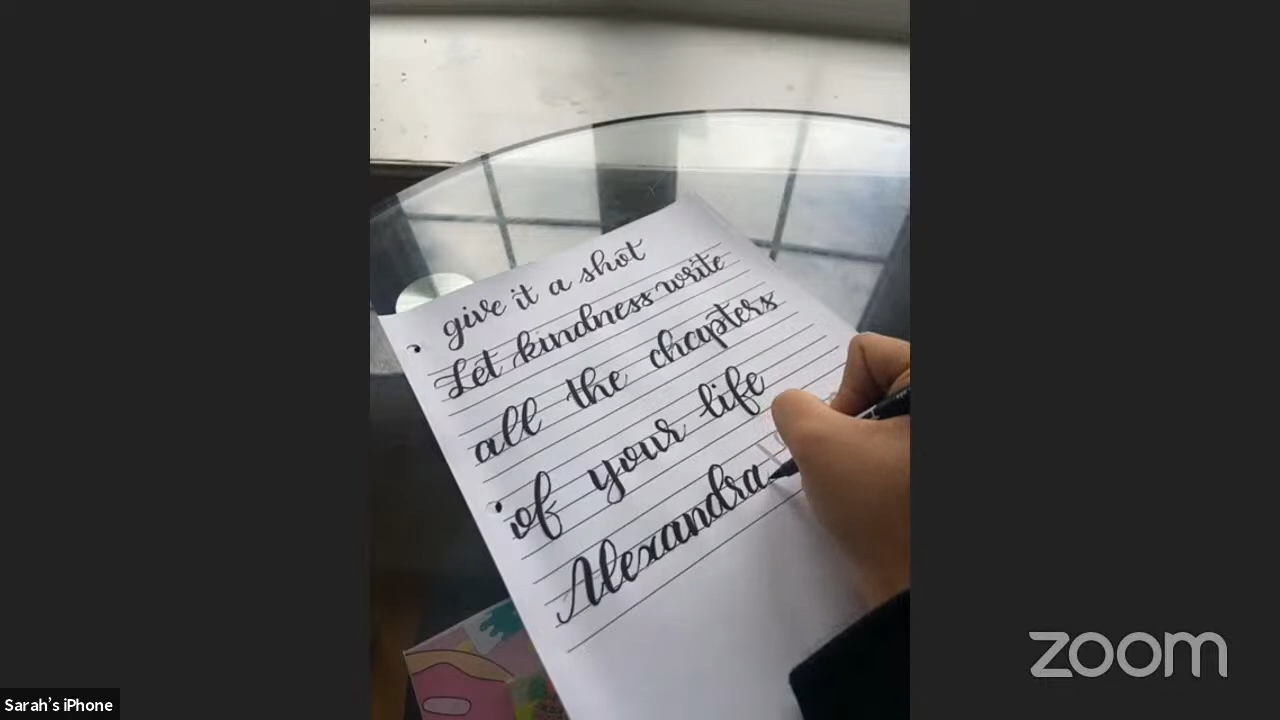 give it a shot
Let kindness write
all the chapters
of your life
Alexandra
zoom
Sarah's iPhone